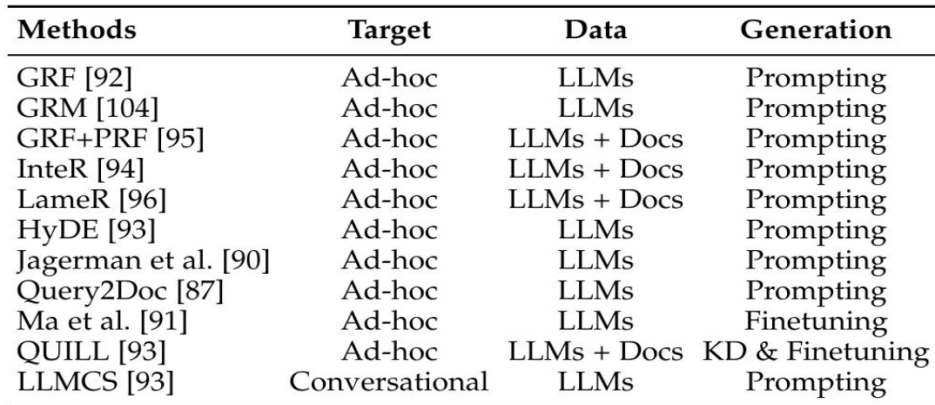 Methods Target Data Generation
GRF [92] Ad-hoc LLMs Prompting
GRM [104] Ad-hoc LLMs Prompting
GRF+PRF [95] Ad-hoc LLMs + Docs Prompting
InteR [94] Ad-hoc LLMs + Docs Prompting
LameR [96] Ad-hoc LLMs + Docs Prompting
HyDE [93] Ad-hoc LLMs Prompting
Jagerman et al. [90] Ad-hoc LLMs Prompting
Query2Doc [87] Ad-hoc LLMs Prompting
Ma et al. [91] Ad-hoc LLMs Finetuning
QUILL [93] Ad-hoc LLMs + Docs KD & Finetuning
LLMCS [93] Conversational LLMs Prompting